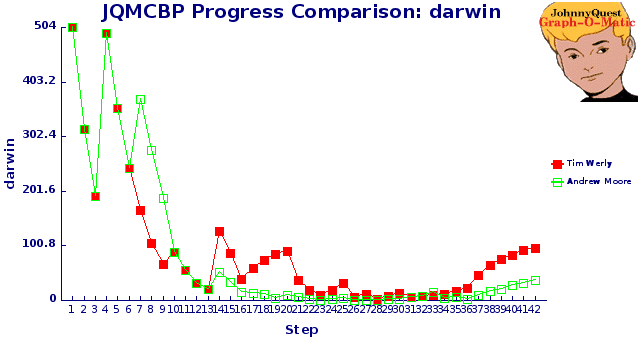 JQMCBP Progress Comparison: darwin
JohnnyQuest
Graph-O-Matic
504
403.2
302.4
201.6
100.8
0
darwin
Tim Werly
Andrew Moore
1 2 3 4 5 6 7 8 9 10 11 12 13 14 15 16 17 18 19 20 21 22 23 24 25 26 27 28 29 30 31 32 33 34 35 36 37 38 39 40 41 42
Step